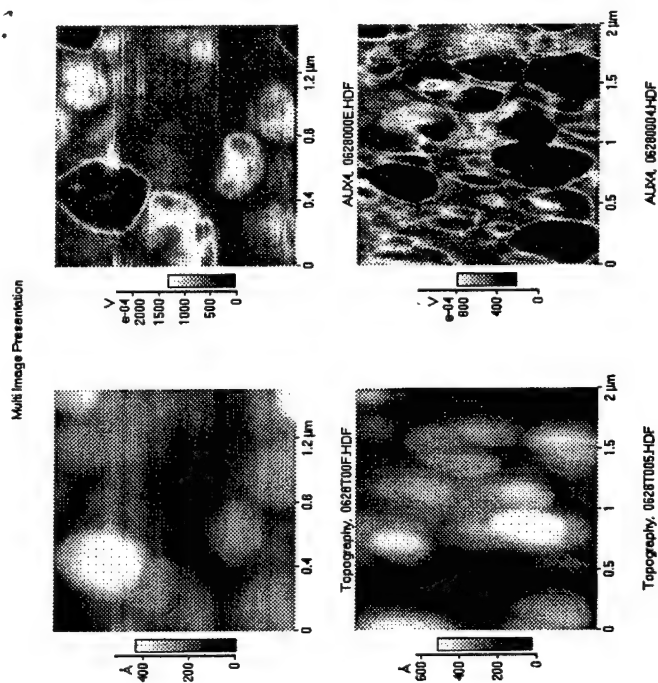 Multi Image Presentation
Å
400
200
0
0 0.4 0.8 1.2 µm
Topography, 0628T00F.HDF
V
e-04
2000
1500
1000
500
0
0 0.4 0.8 1.2 µm
AUX4, 0628000E.HDF
Å
600
400
200
0
0 0.5 1 1.5 2 µm
Topography, 0628T005.HDF
V
e-04
800
400
0
0 0.5 1 1.5 2 µm
AUX4, 06280004.HDF